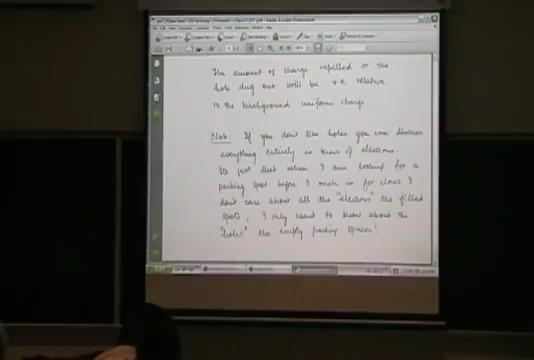 The amount of charge repelled or the
hole dug out will be +e relative
to the background uniform charge
Note: If you don't like holes you can discuss
everything entirely in terms of electrons.
It's just that when I am looking for a
parking spot before I rush in for class I
don't care about all the "electrons" the filled
spots, I only want to know about the
"holes" the empty parking spaces!